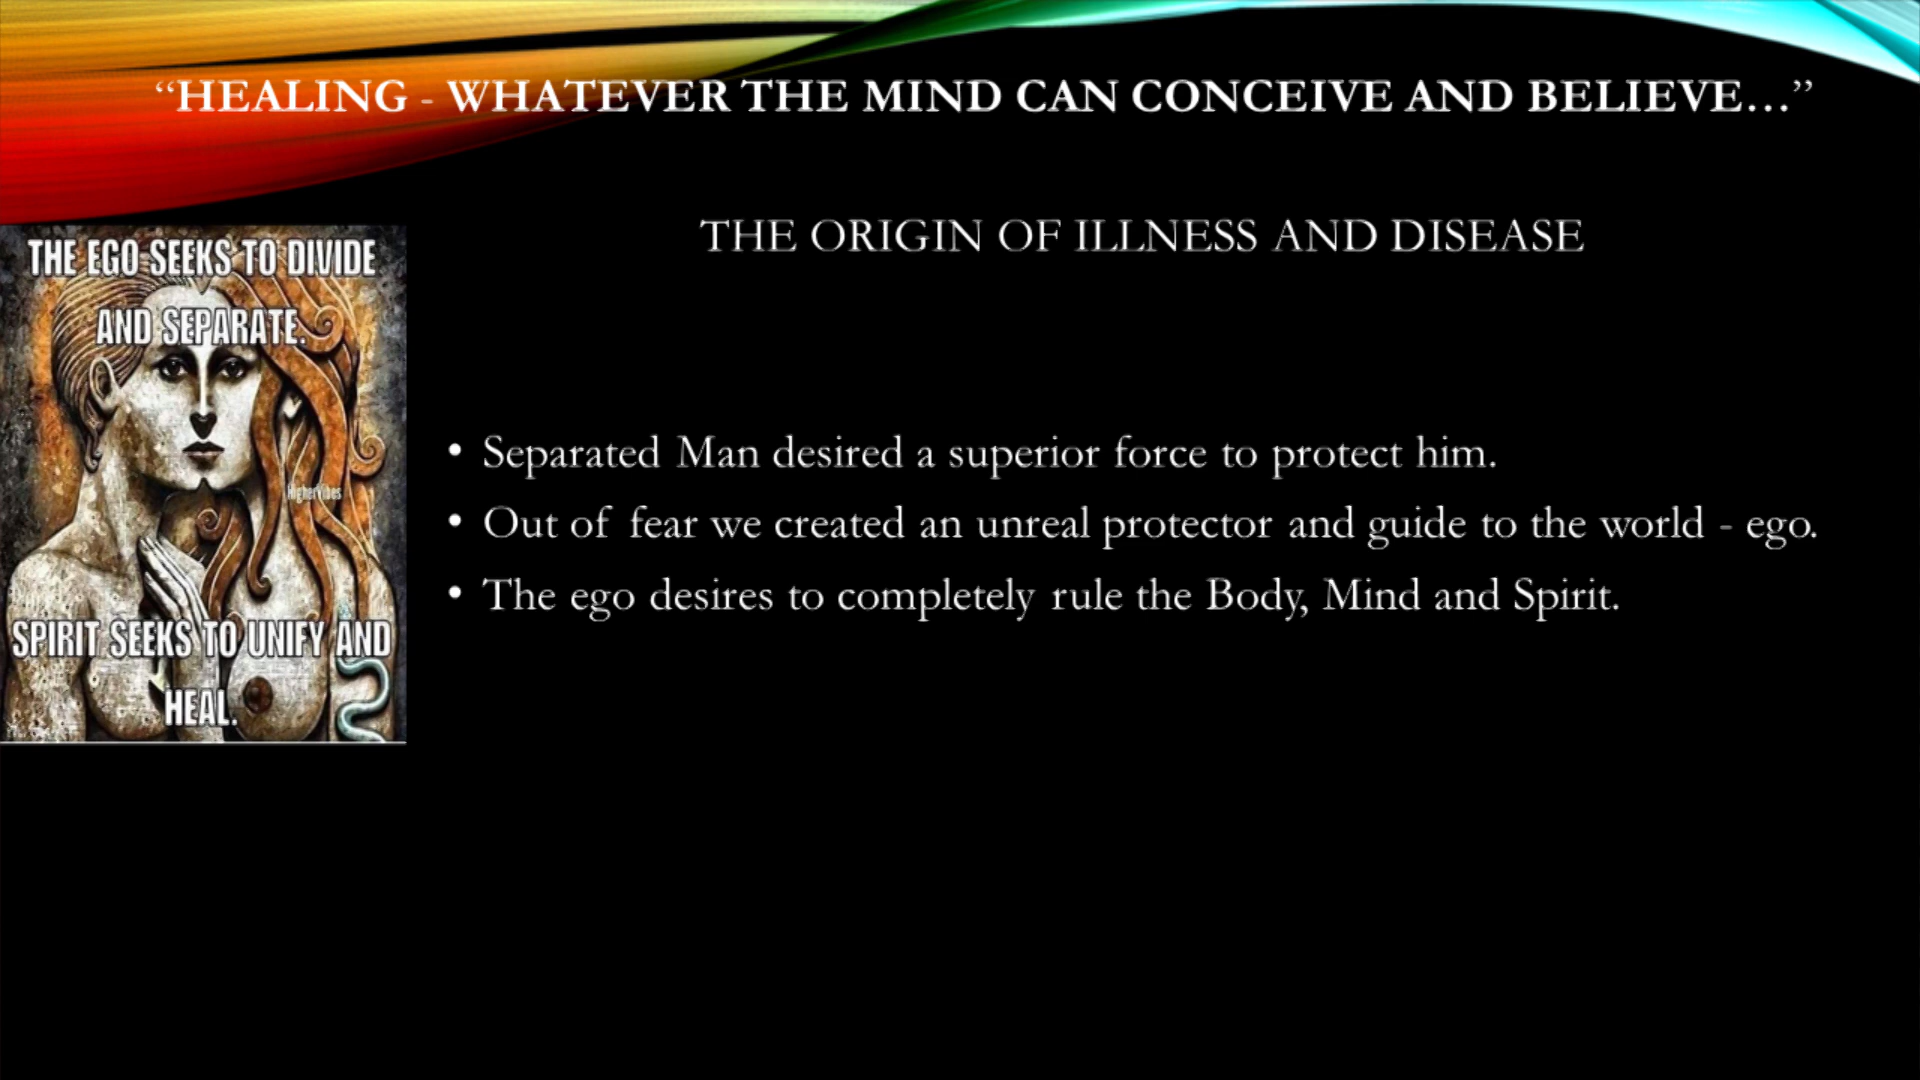 “HEALING - WHATEVER THE MIND CAN CONCEIVE AND BELIEVE…”
THE ORIGIN OF ILLNESS AND DISEASE
THE EGO SEEKS TO DIVIDE
AND SEPARATE.
HigherVibes
SPIRIT SEEKS TO UNIFY AND
HEAL.
• Separated Man desired a superior force to protect him.
• Out of fear we created an unreal protector and guide to the world - ego.
• The ego desires to completely rule the Body, Mind and Spirit.